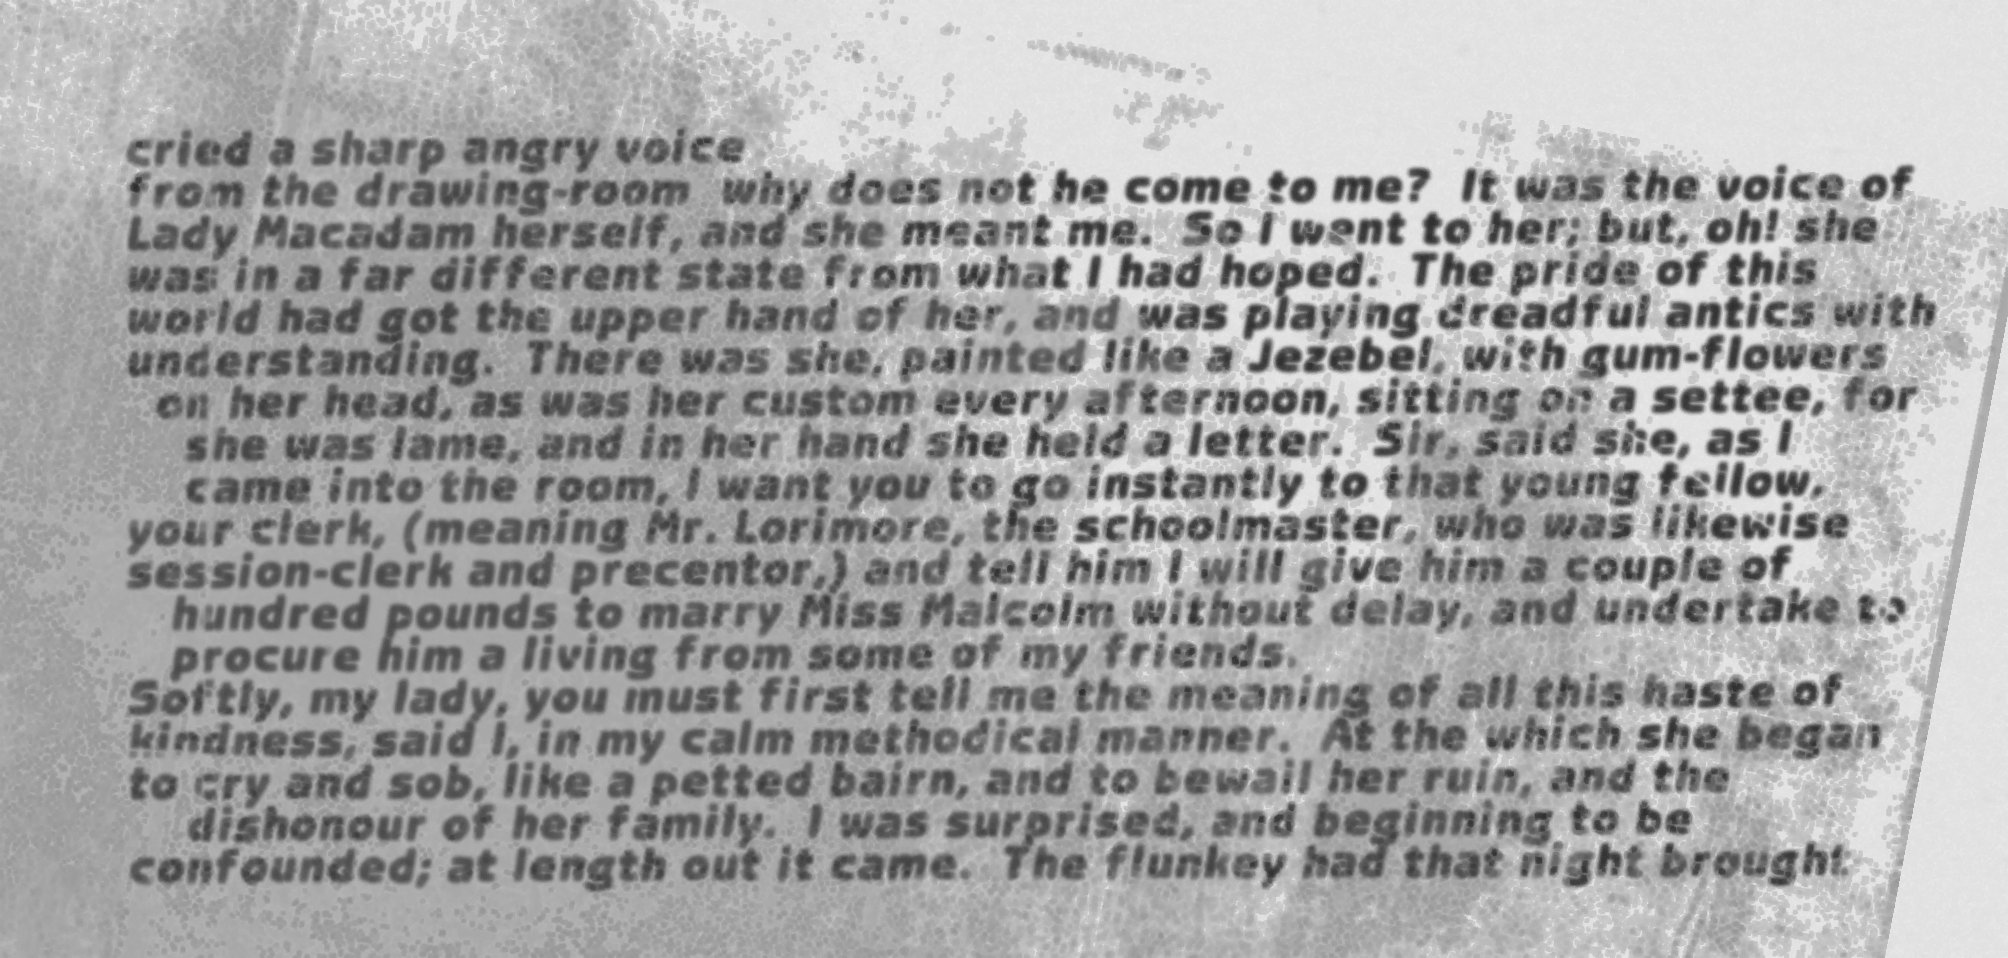 cried a sharp angry voice
from the drawing-room  why does not he come to me?  It was the voice of
Lady Macadam herself, and she meant me.  So I went to her; but, oh! she
was in a far different state from what I had hoped.  The pride of this
world had got the upper hand of her, and was playing dreadful antics with
understanding.  There was she, painted like a Jezebel, with gum-flowers
on her head, as was her custom every afternoon, sitting on a settee, for
she was lame, and in her hand she held a letter.  Sir, said she, as I
came into the room, I want you to go instantly to that young fellow,
your clerk, (meaning Mr. Lorimore, the schoolmaster, who was likewise
session-clerk and precentor,) and tell him I will give him a couple of
hundred pounds to marry Miss Malcolm without delay, and undertake to
procure him a living from some of my friends.
Softly, my lady, you must first tell me the meaning of all this haste of
kindness, said I, in my calm methodical manner.  At the which she began
to cry and sob, like a petted bairn, and to bewail her ruin, and the
dishonour of her family.  I was surprised, and beginning to be
confounded; at length out it came.  The flunkey had that night brought